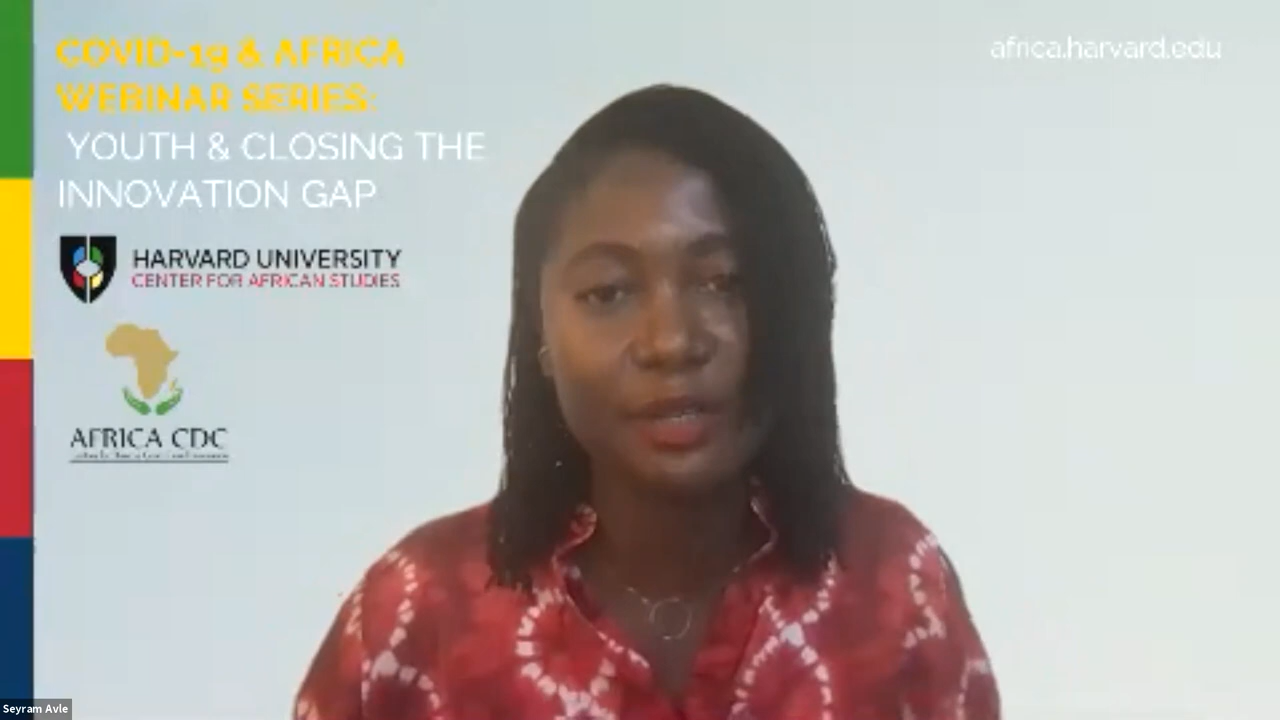 COVID-19 & AFRICA
WEBINAR SERIES:
YOUTH & CLOSING THE
INNOVATION GAP
africa.harvard.edu
HARVARD UNIVERSITY
CENTER FOR AFRICAN STUDIES
AFRICA CDC
Seyram Avle